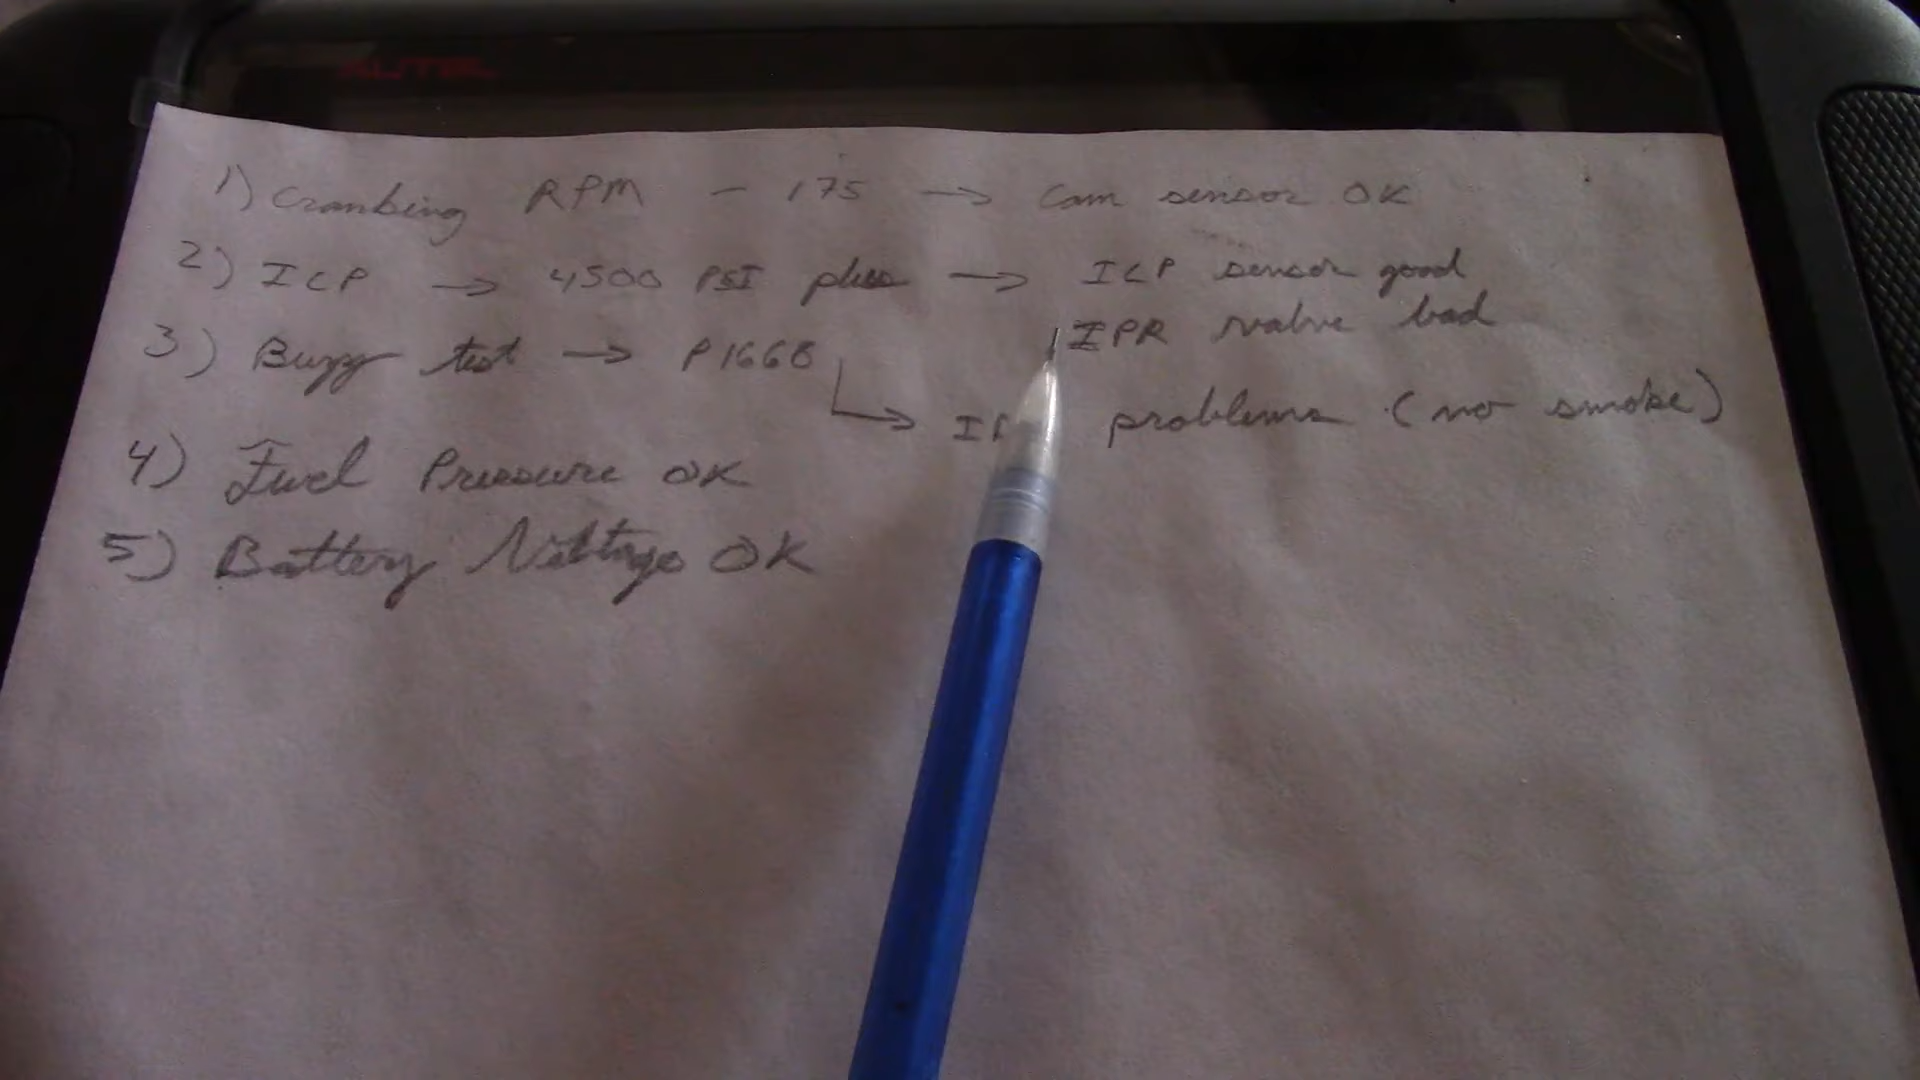 AUTEL
1) Cranking RPM - 175 → Cam sensor OK
2) ICP → 4500 PSI plus → ICP sensor good
IPR valve bad
3) Buzz test → P1668
→ problems (no smoke)
4) Fuel Pressure OK
5) Battery Voltage OK